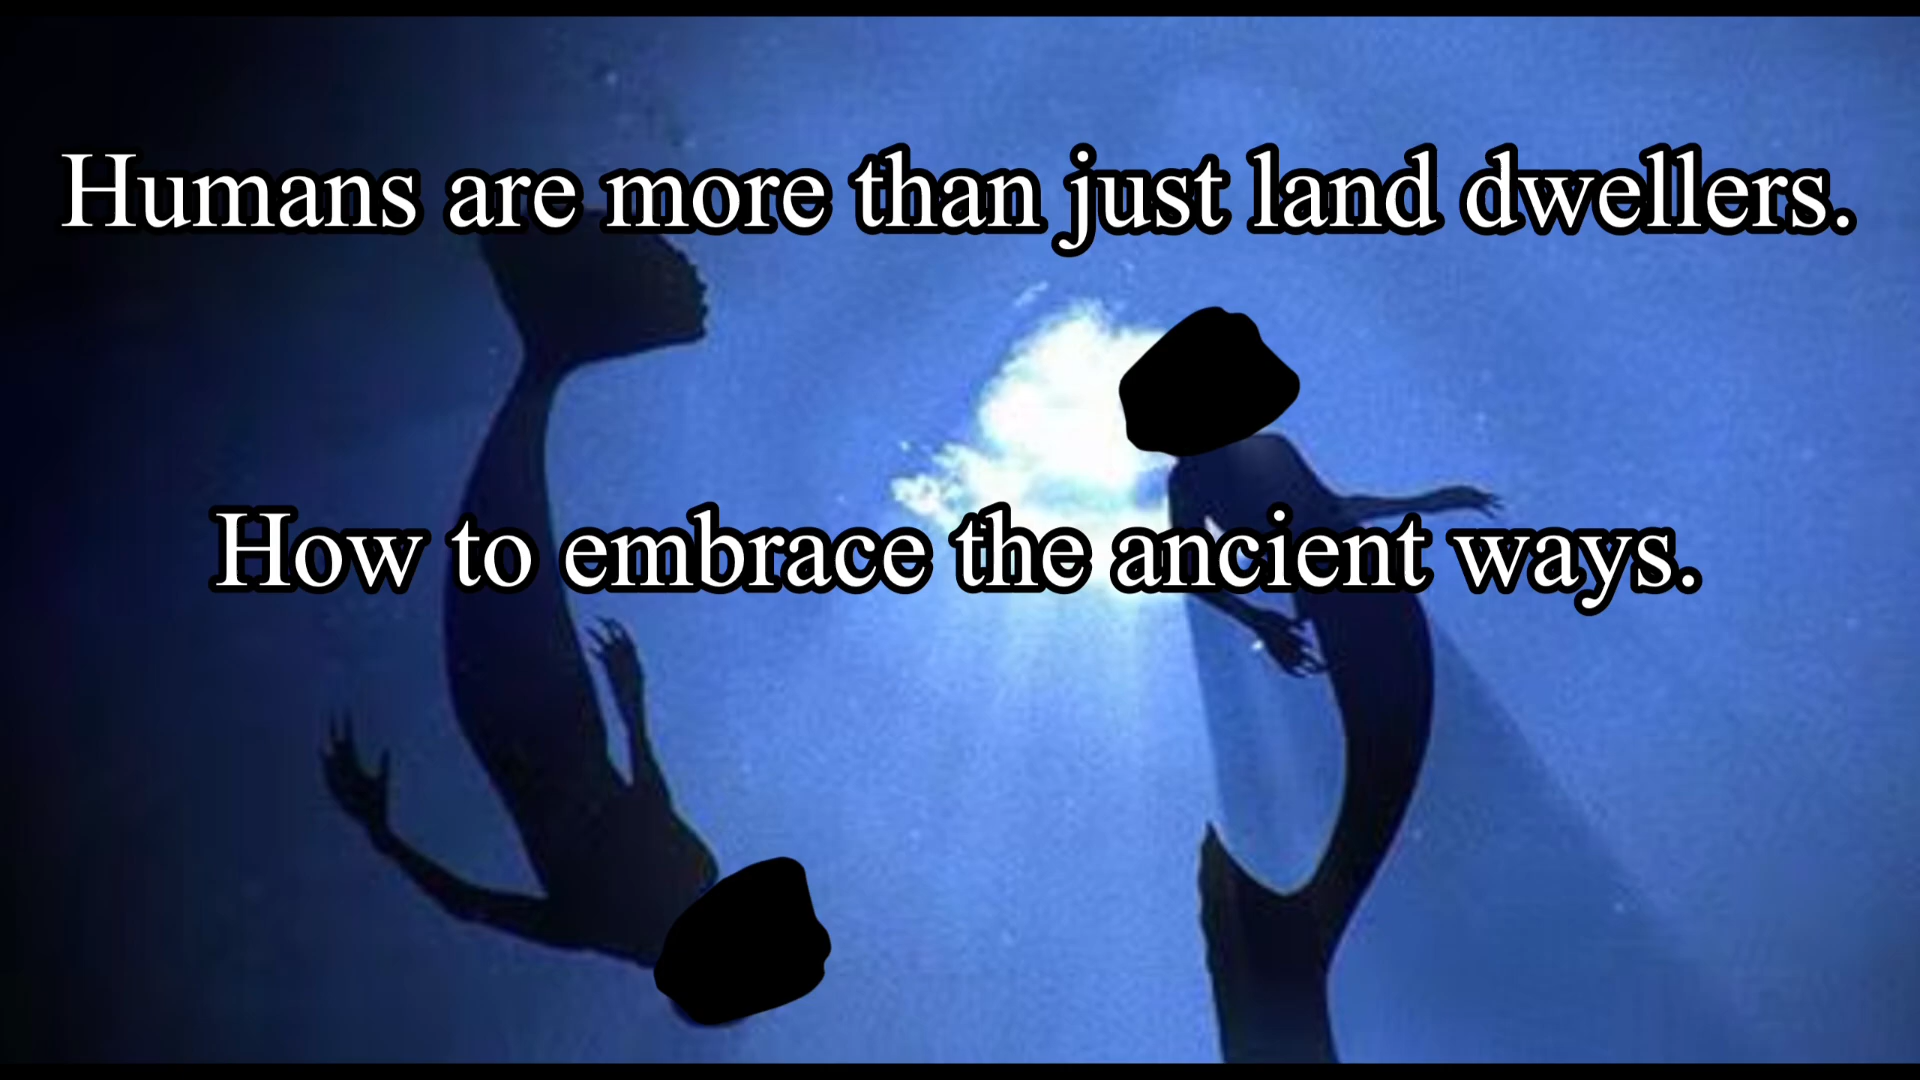 Humans are more than just land dwellers.
How to embrace the ancient ways.